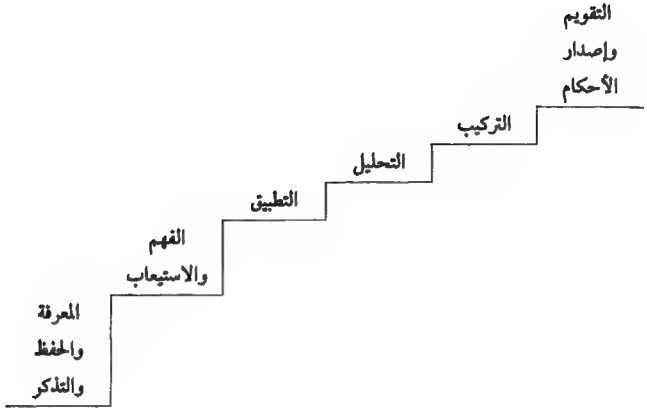 التقويم
وإصدار
الأحكام
التركيب
التحليل
التطبيق
الفهم
والاستيعاب
المعرفة
والحفظ
والتذكر